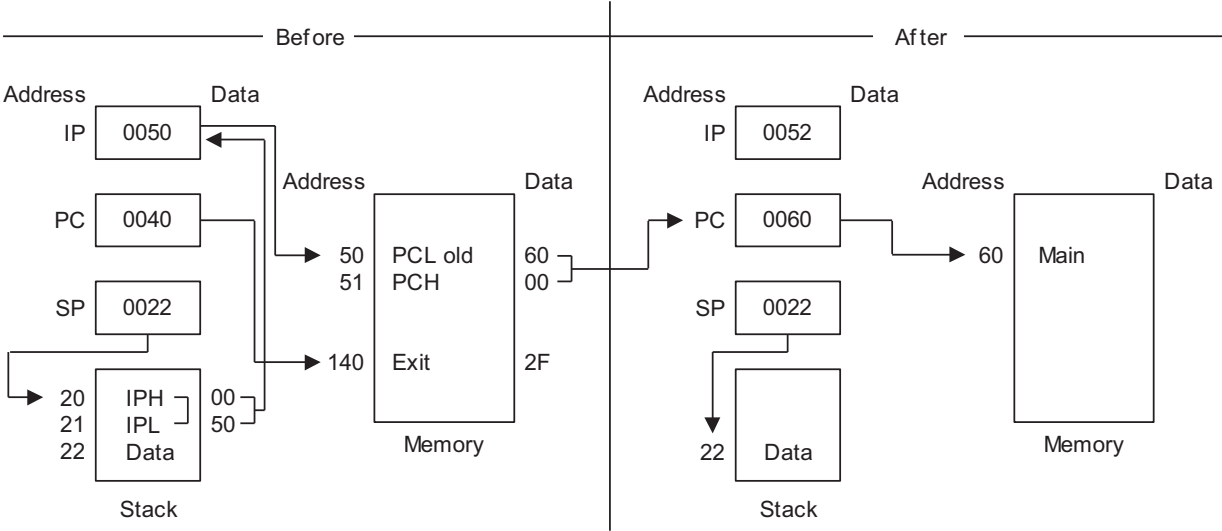 Before
After
Address
Data
IP
0050
Address
Data
PC
0040
50
PCL old
60
51
PCH
00
SP
0022
140
Exit
2F
20
IPH
00
21
IPL
50
22
Data
Memory
Stack
Address
Data
IP
0052
Address
Data
PC
0060
60
Main
SP
0022
22
Data
Memory
Stack